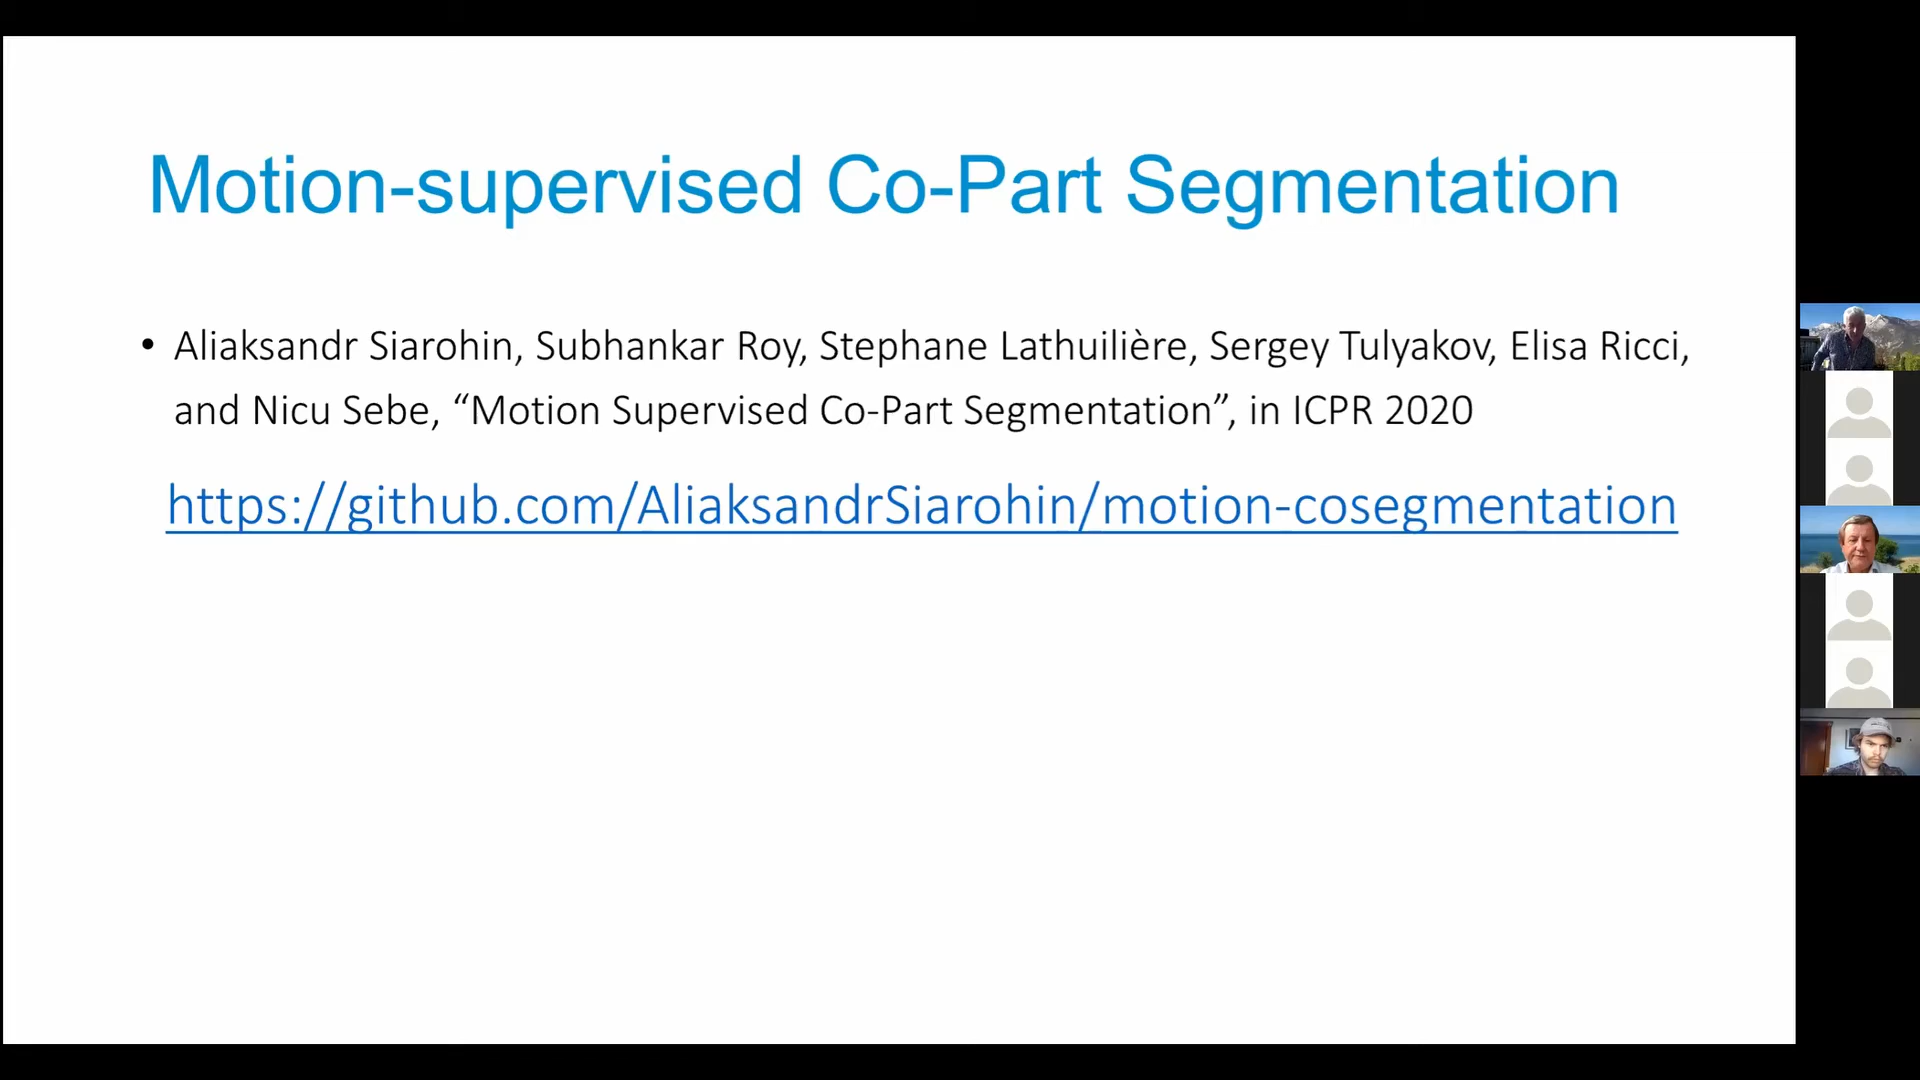 Motion-supervised Co-Part Segmentation
• Aliaksandr Siarohin, Subhankar Roy, Stephane Lathuilière, Sergey Tulyakov, Elisa Ricci,
and Nicu Sebe, “Motion Supervised Co-Part Segmentation”, in ICPR 2020
https://github.com/AliaksandrSiarohin/motion-cosegmentation